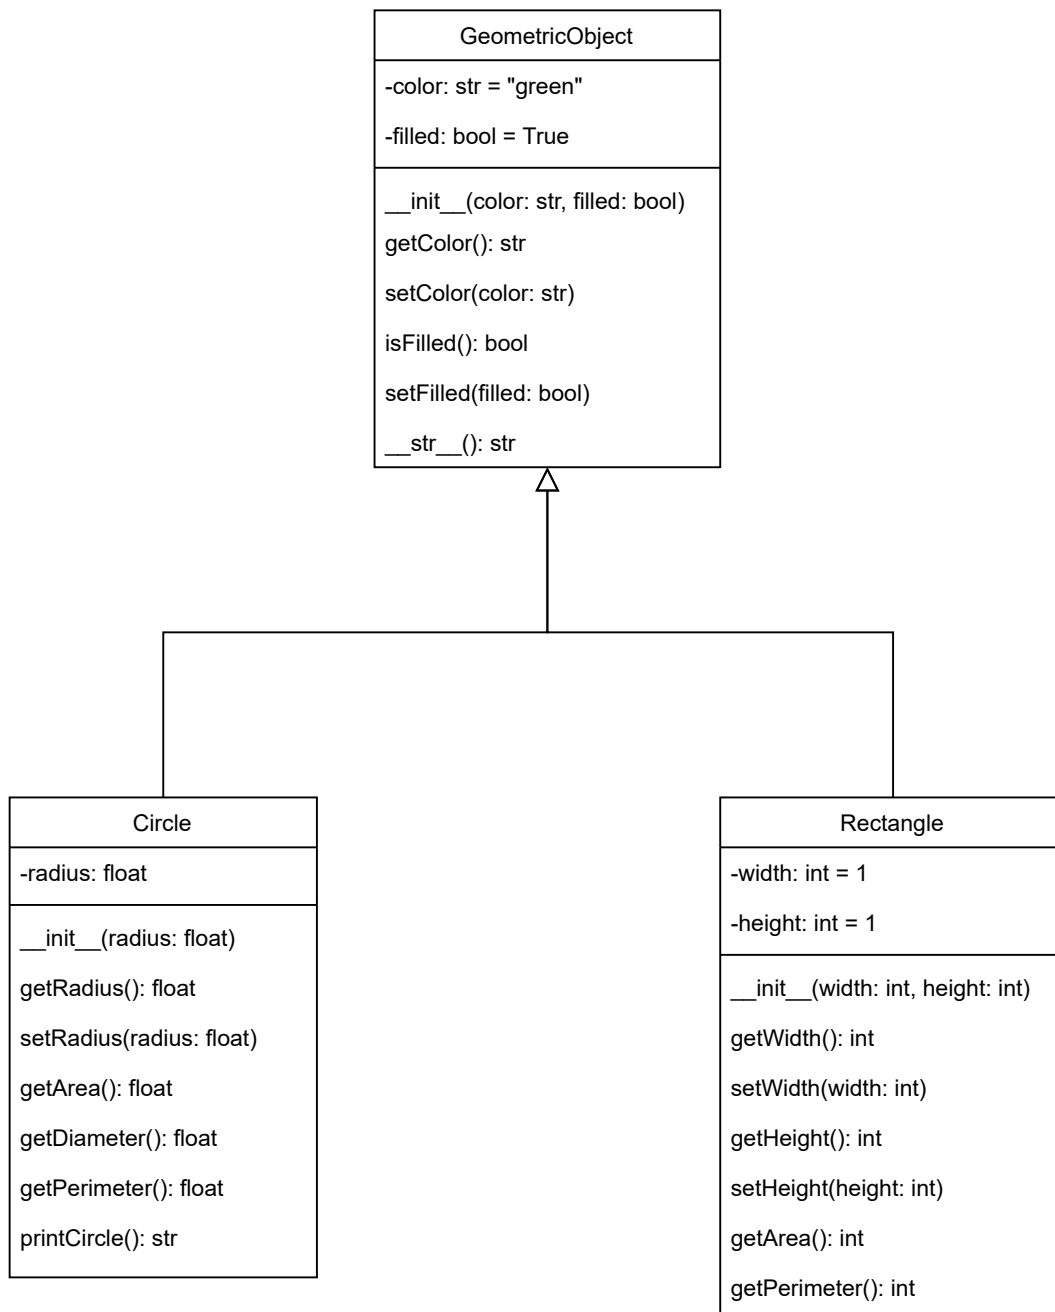 GeometricObject
-color: str = "green"
-filled: bool = True
__init__(color: str, filled: bool)
getColor(): str
setColor(color: str)
isFilled(): bool
setFilled(filled: bool)
__str__(): str
Circle
-radius: float
__init__(radius: float)
getRadius(): float
setRadius(radius: float)
getArea(): float
getDiameter(): float
getPerimeter(): float
printCircle(): str
Rectangle
-width: int = 1
-height: int = 1
__init__(width: int, height: int)
getWidth(): int
setWidth(width: int)
getHeight(): int
setHeight(height: int)
getArea(): int
getPerimeter(): int